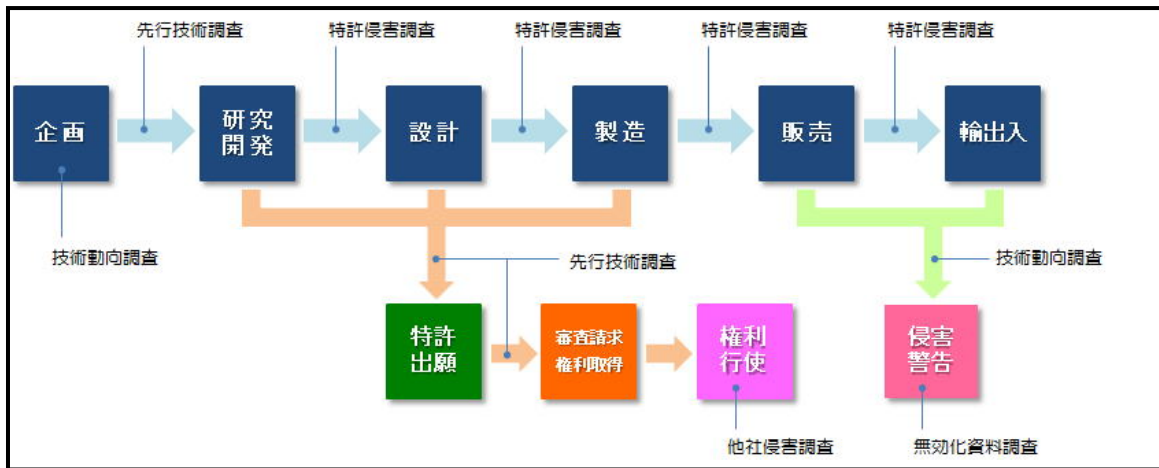 先行技術調査
特許侵害調査
特許侵害調査
特許侵害調査
特許侵害調査
企画
研究
開発
設計
製造
販売
輸出入
技術動向調査
先行技術調査
技術動向調査
特許
出願
審査請求
権利取得
権利
行使
侵害
警告
他社侵害調査
無効化資料調査